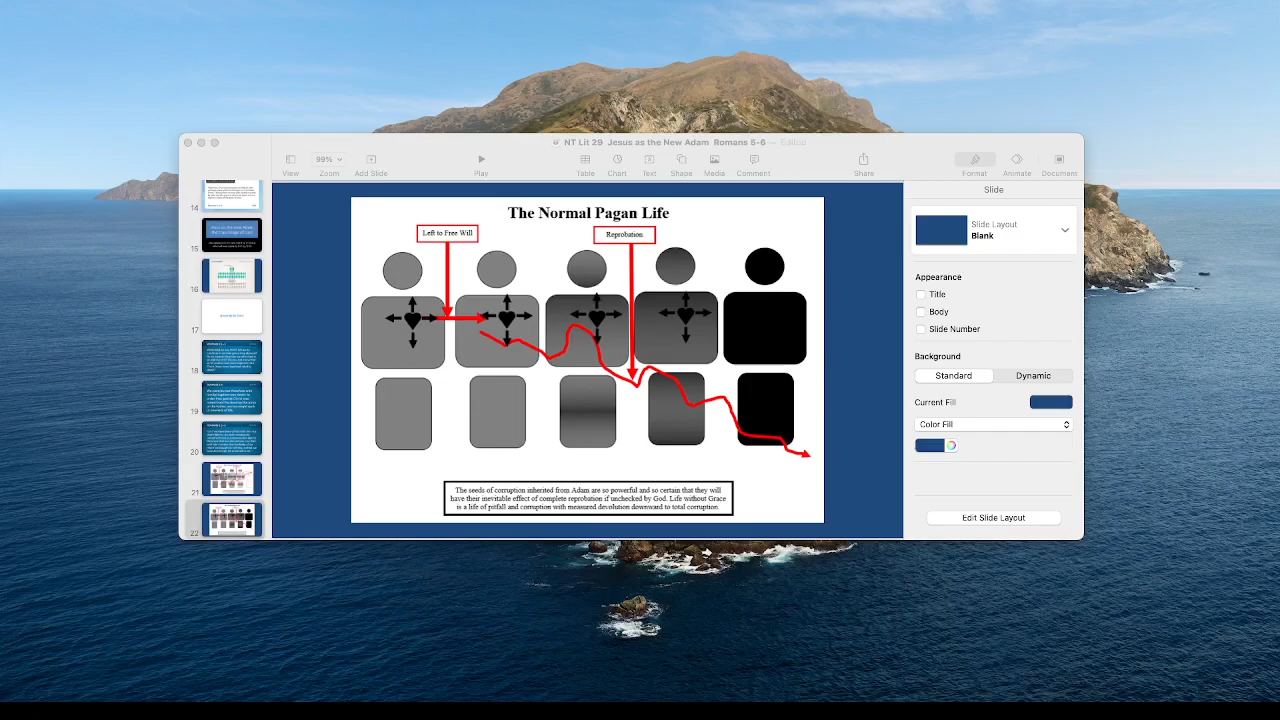 NT Lit 29 Jesus as the New Adam Romans 5-6 — Edited
99%
View
Zoom
Add Slide
Play
Table
Chart
Text
Shape
Media
Comment
Share
Format
Animate
Document
14
15
16
17
18
19
20
21
22
The Normal Pagan Life
Left to Free Will
Reprobation
The seeds of corruption inherited from Adam are so powerful and so certain that they will
have their inevitable effect of complete reprobation if unchecked by God. Life without Grace
is a life of pitfall and corruption with measured devolution downward to total corruption.
Slide
Slide Layout
Blank
Appearance
Title
Body
Slide Number
Background
Standard
Dynamic
Current Fill
Color Fill
Edit Slide Layout